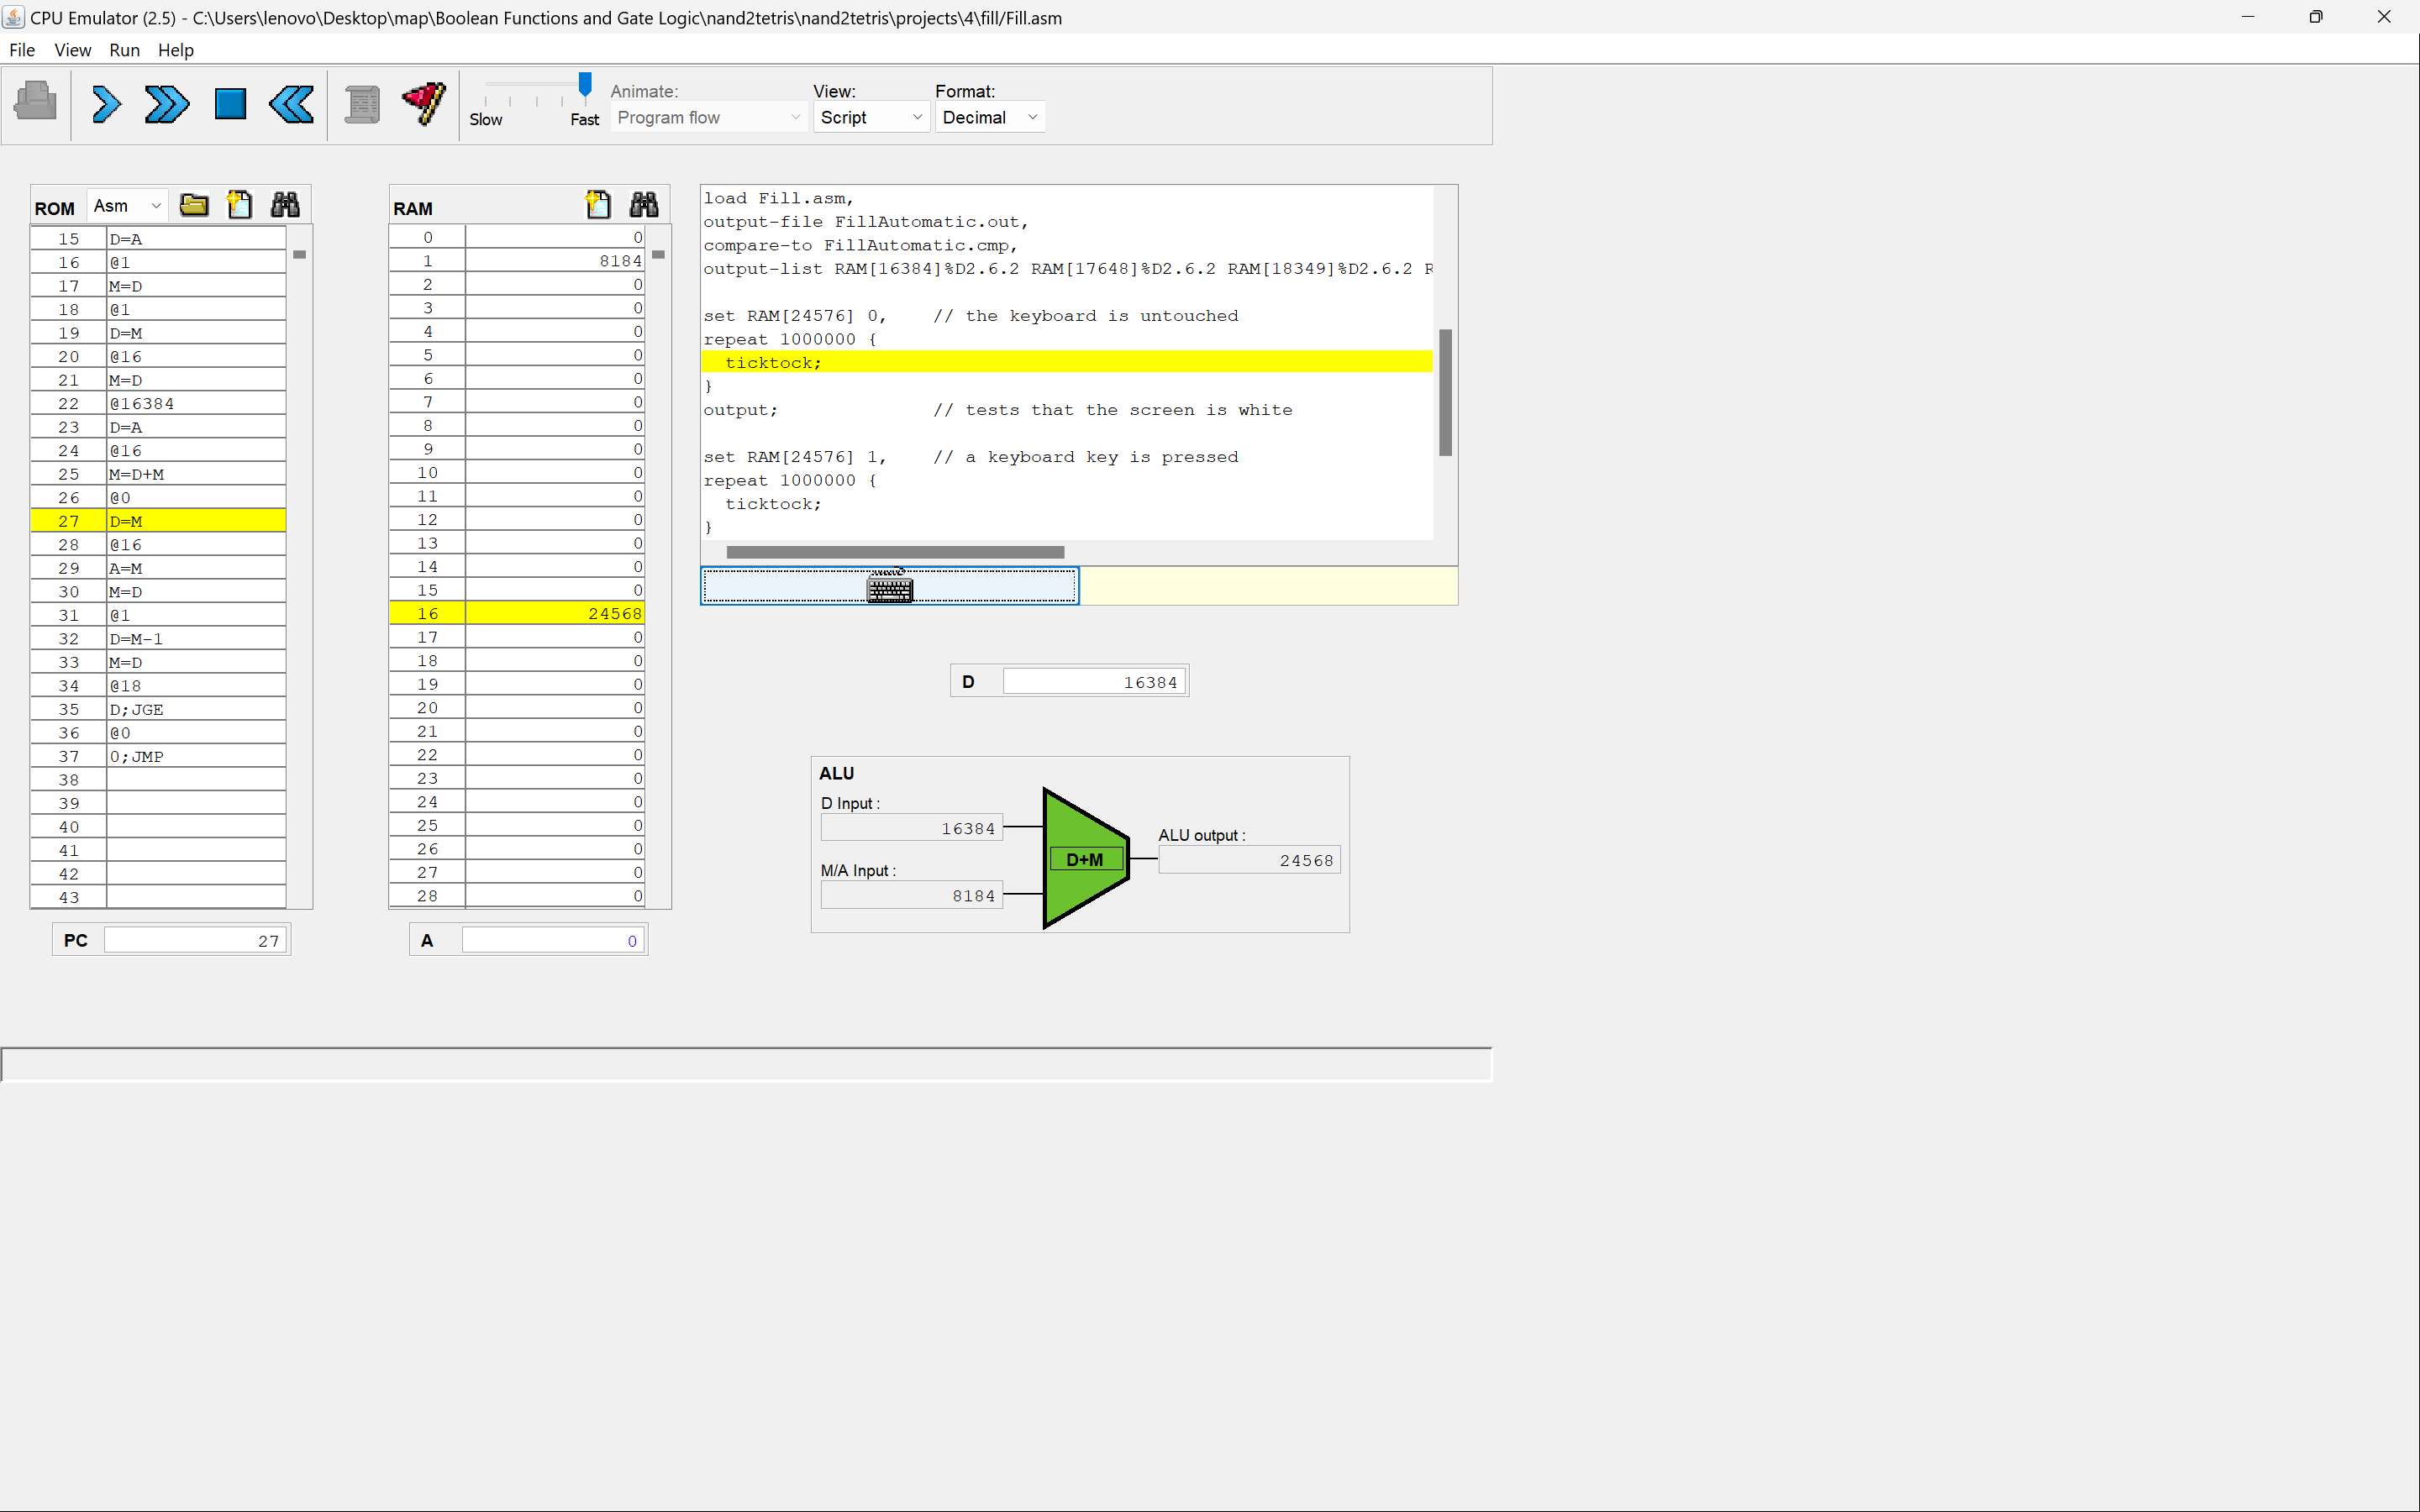 CPU Emulator (2.5) - C:\Users\lenovo\Desktop\map\Boolean Functions and Gate Logic\nand2tetris\nand2tetris\projects\4\fill/Fill.asm
File View Run Help
Slow Fast
Animate:
Program flow
View:
Script
Format:
Decimal
ROM Asm
15 D=A
16 @1
17 M=D
18 @1
19 D=M
20 @16
21 M=D
22 @16384
23 D=A
24 @16
25 M=D+M
26 @0
27 D=M
28 @16
29 A=M
30 M=D
31 @1
32 D=M-1
33 M=D
34 @18
35 D;JGE
36 @0
37 0;JMP
38
39
40
41
42
43
PC 27
RAM
0 0
1 8184
2 0
3 0
4 0
5 0
6 0
7 0
8 0
9 0
10 0
11 0
12 0
13 0
14 0
15 0
16 24568
17 0
18 0
19 0
20 0
21 0
22 0
23 0
24 0
25 0
26 0
27 0
28 0
A 0
load Fill.asm,
output-file FillAutomatic.out,
compare-to FillAutomatic.cmp,
output-list RAM[16384]%D2.6.2 RAM[17648]%D2.6.2 RAM[18349]%D2.6.2 R
set RAM[24576] 0, // the keyboard is untouched
repeat 1000000 {
ticktock;
}
output; // tests that the screen is white
set RAM[24576] 1, // a keyboard key is pressed
repeat 1000000 {
ticktock;
}
D 16384
ALU
D Input :
16384
M/A Input :
8184
D+M
ALU output :
24568